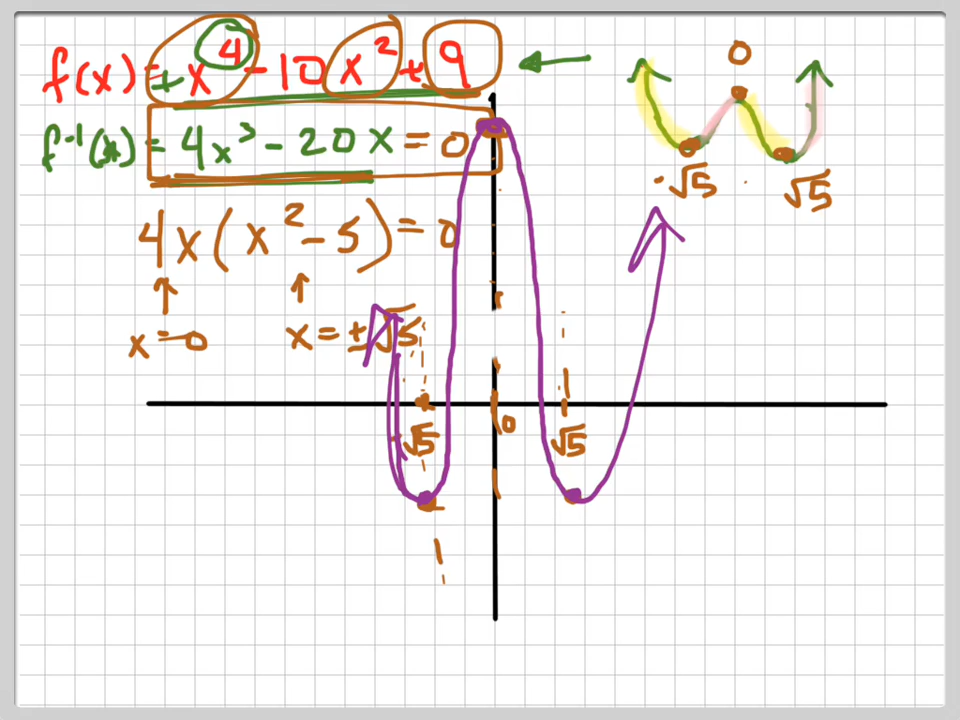 f(x) = +x⁴ - 10x² + 9
f⁻¹(x) = 4x³ - 20x = 0
4x(x² - 5) = 0
x = 0 x = ±√5
0
-√5 √5
√5 0 √5